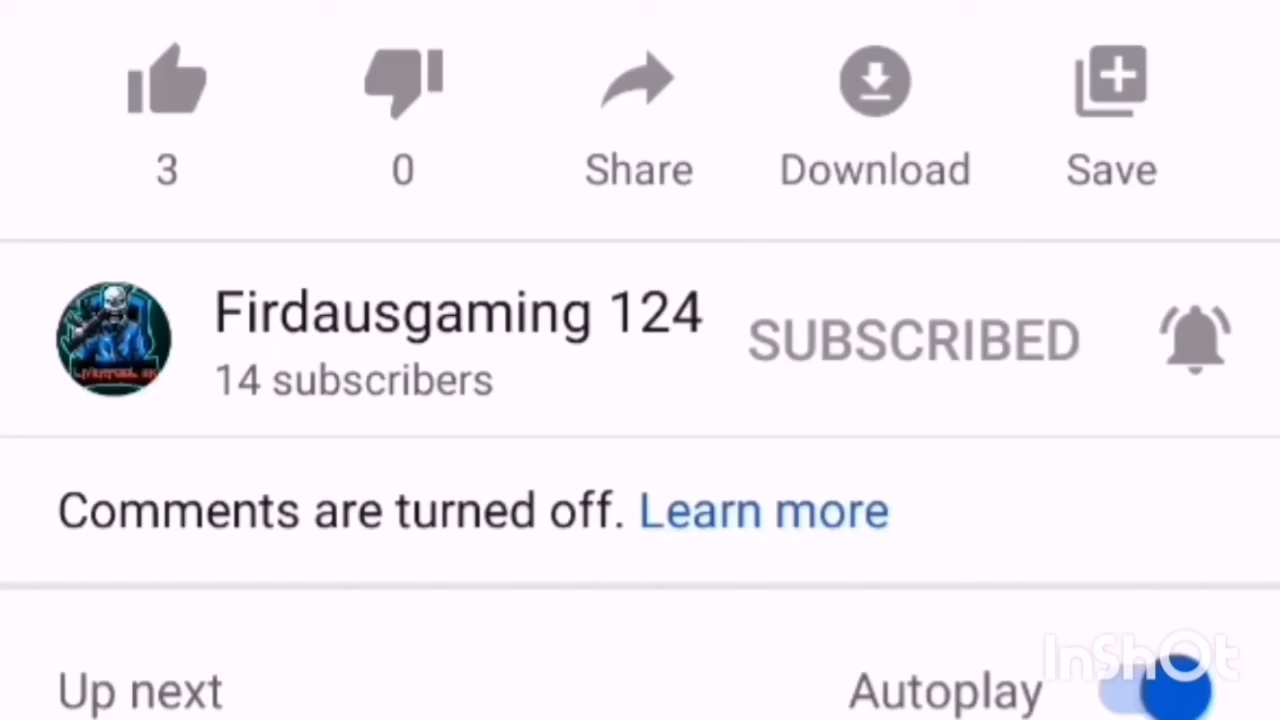 3
0
Share
Download
Save
Firdausgaming 124
SUBSCRIBED
14 subscribers
Comments are turned off. Learn more
Up next
Autoplay
InShOt